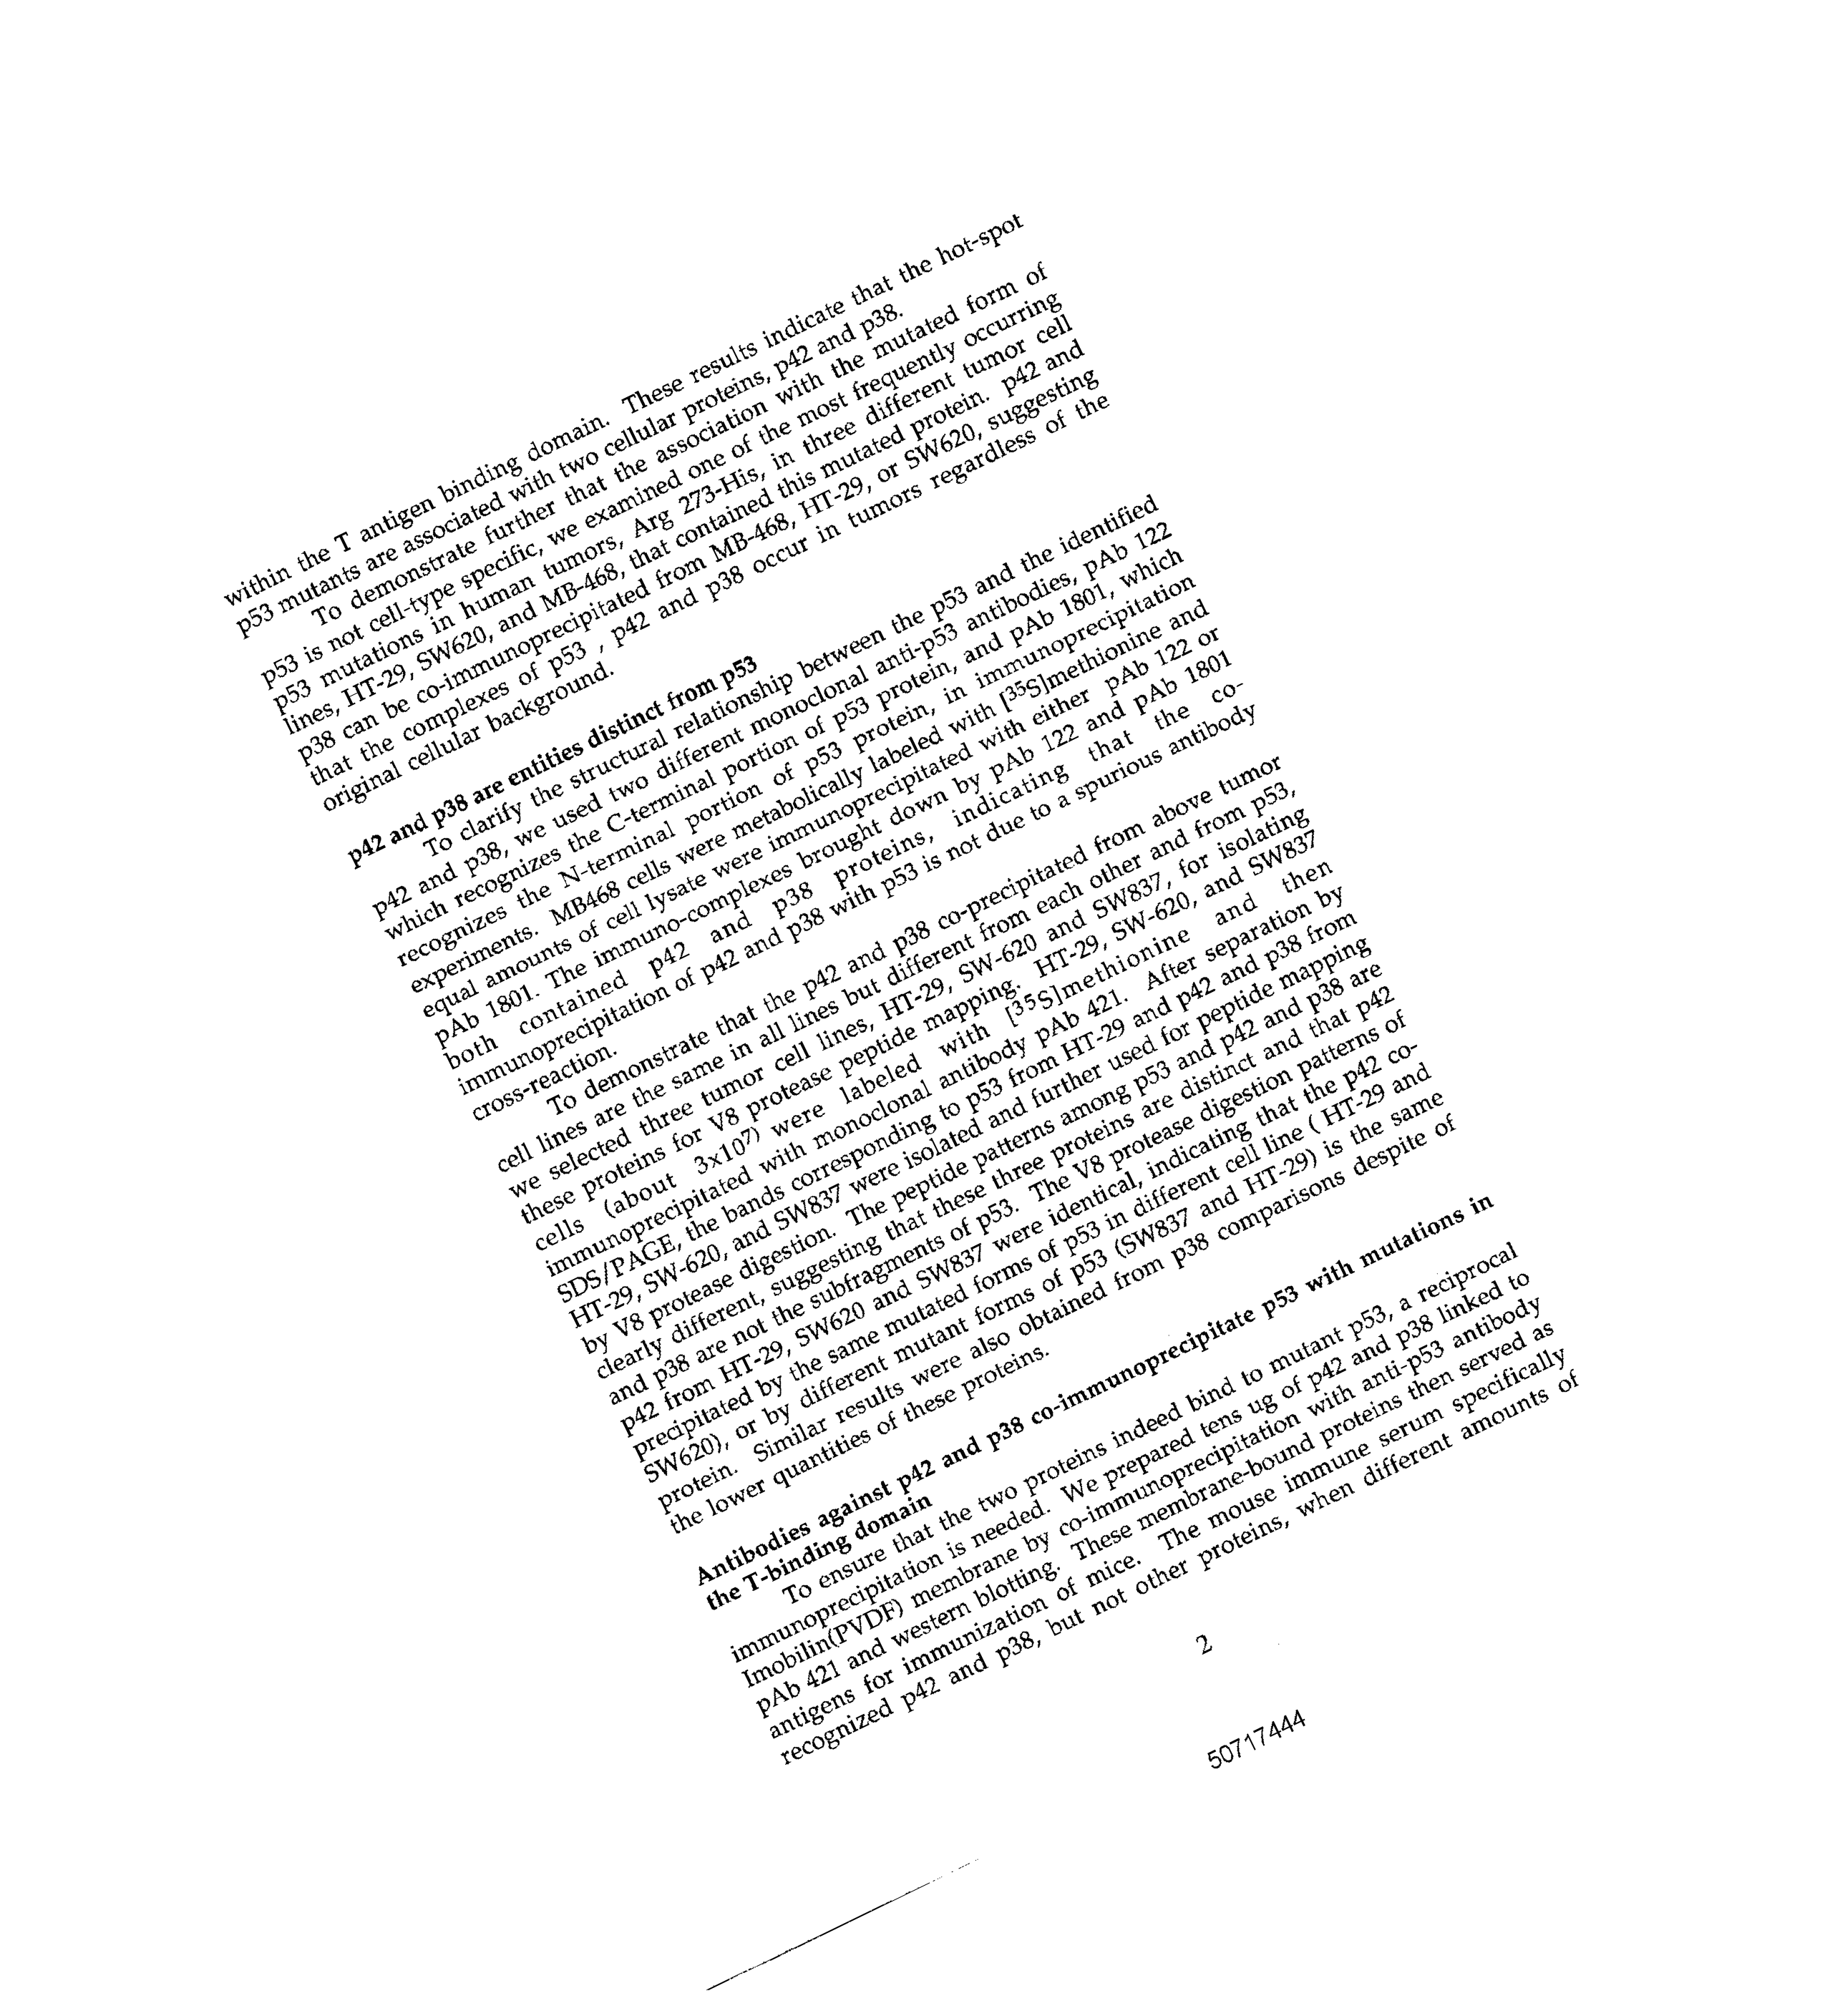 within the T antigen binding domain. These results indicate that the hot-spot
p53 mutants are associated with two cellular proteins, p42 and p38.
To demonstrate further that the association with the mutated form of
p53 is not cell-type specific, we examined one of the most frequently occurring
p53 mutations in human tumors, Arg 273-His, in three different tumor cell
lines, HT-29, SW620, and MB-468, that contained this mutated protein. p42 and
p38 can be co-immunoprecipitated from MB-468, HT-29, or SW620, suggesting
that the complexes of p53 , p42 and p38 occur in tumors regardless of the
original cellular background.
p42 and p38 are entities distinct from p53
To clarify the structural relationship between the p53 and the identified
p42 and p38, we used two different monoclonal anti-p53 antibodies, pAb 122
which recognizes the C-terminal portion of p53 protein, and pAb 1801, which
recognizes the N-terminal portion of p53 protein, in immunoprecipitation
experiments. MB468 cells were metabolically labeled with [35S]methionine and
equal amounts of cell lysate were immunoprecipitated with either pAb 122 or
pAb 1801. The immuno-complexes brought down by pAb 122 and pAb 1801
both contained p42 and p38 proteins, indicating that the co-
immunoprecipitation of p42 and p38 with p53 is not due to a spurious antibody
cross-reaction.
To demonstrate that the p42 and p38 co-precipitated from above tumor
cell lines are the same in all lines but different from each other and from p53,
we selected three tumor cell lines, HT-29, SW-620 and SW837, for isolating
these proteins for V8 protease peptide mapping. HT-29, SW-620, and SW837
cells (about 3x10⁷) were labeled with [³⁵S]methionine and then
immunoprecipitated with monoclonal antibody pAb 421. After separation by
SDS/PAGE, the bands corresponding to p53 from HT-29 and p42 and p38 from
HT-29, SW-620, and SW837 were isolated and further used for peptide mapping
by V8 protease digestion. The peptide patterns among p53 and p42 and p38 are
clearly different, suggesting that these three proteins are distinct and that p42
and p38 are not the subfragments of p53. The V8 protease digestion patterns of
p42 from HT-29, SW620 and SW837 were identical, indicating that the p42 co-
precipitated by the same mutated forms of p53 in different cell line ( HT-29 and
SW620), or by different mutant forms of p53 (SW837 and HT-29) is the same
protein. Similar results were also obtained from p38 comparisons despite of
the lower quantities of these proteins.
Antibodies against p42 and p38 co-immunoprecipitate p53 with mutations in
the T-binding domain
To ensure that the two proteins indeed bind to mutant p53, a reciprocal
immunoprecipitation is needed. We prepared tens ug of p42 and p38 linked to
Imobilin(PVDF) membrane by co-immunoprecipitation with anti-p53 antibody
pAb 421 and western blotting. These membrane-bound proteins then served as
antigens for immunization of mice. The mouse immune serum specifically
recognized p42 and p38, but not other proteins, when different amounts of
2
50717444